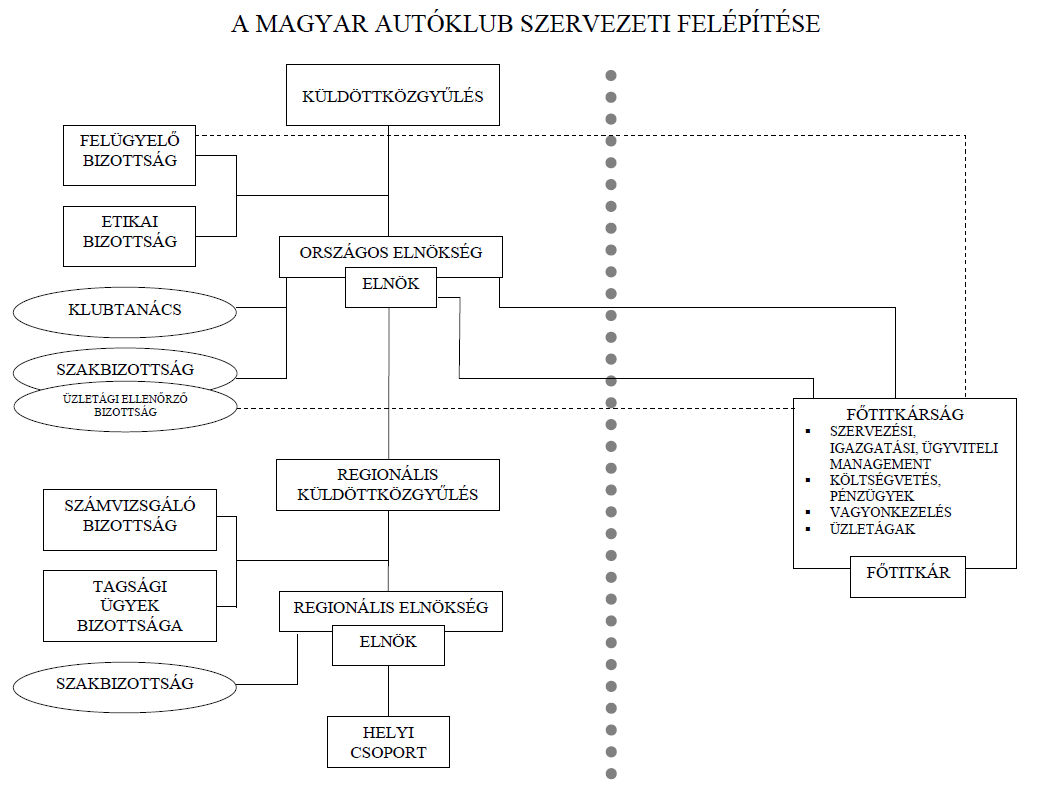 A MAGYAR AUTÓKLUB SZERVEZETI FELÉPÍTÉSE
KÜLDÖTTKÖZGYŰLÉS
FELÜGYELŐ
BIZOTTSÁG
ETIKAI
BIZOTTSÁG
ORSZÁGOS ELNÖKSÉG
ELNÖK
KLUBTANÁCS
SZAKBIZOTTSÁG
ÜZLETÁGI ELLENŐRZŐ
BIZOTTSÁG
FŐTITKÁRSÁG
▪ SZERVEZÉSI,
IGAZGATÁSI, ÜGYVITELI
MANAGEMENT
▪ KÖLTSÉGVETÉS,
PÉNZÜGYEK
▪ VAGYONKEZELÉS
▪ ÜZLETÁGAK
FŐTITKÁR
REGIONÁLIS
KÜLDÖTTKÖZGYŰLÉS
SZÁMVIZSGÁLÓ
BIZOTTSÁG
TAGSÁGI
ÜGYEK
BIZOTTSÁGA
REGIONÁLIS ELNÖKSÉG
ELNÖK
SZAKBIZOTTSÁG
HELYI
CSOPORT